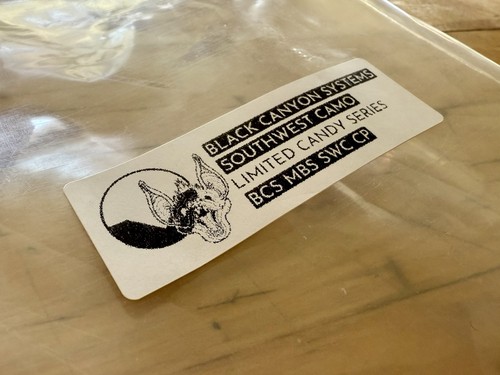 BLACK CANYON SYSTEMS
SOUTHWEST CAMO
LIMITED CANDY SERIES
BCS MBS SWC CP